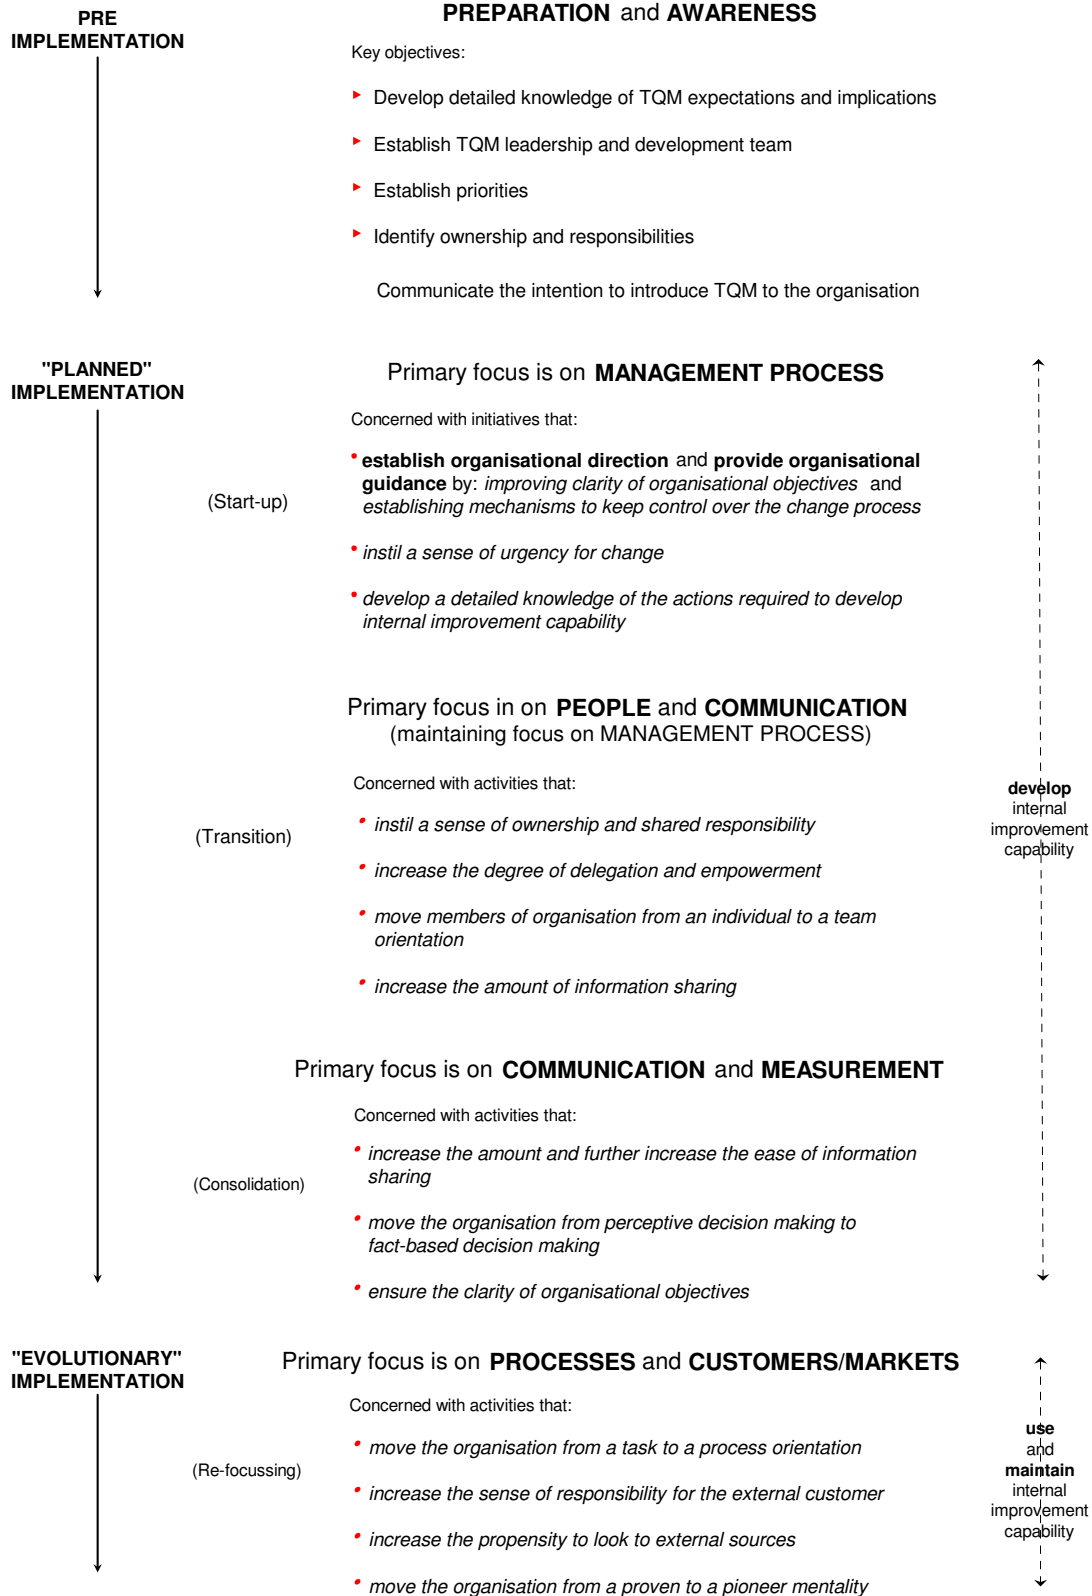 PRE
IMPLEMENTATION
PREPARATION and AWARENESS
Key objectives:
Develop detailed knowledge of TQM expectations and implications
Establish TQM leadership and development team
Establish priorities
Identify ownership and responsibilities
Communicate the intention to introduce TQM to the organisation
"PLANNED"
IMPLEMENTATION
Primary focus is on MANAGEMENT PROCESS
Concerned with initiatives that:
(Start-up)
• establish organisational direction and provide organisational
guidance by: improving clarity of organisational objectives and
establishing mechanisms to keep control over the change process
• instil a sense of urgency for change
• develop a detailed knowledge of the actions required to develop
internal improvement capability
Primary focus in on PEOPLE and COMMUNICATION
(maintaining focus on MANAGEMENT PROCESS)
Concerned with activities that:
(Transition)
• instil a sense of ownership and shared responsibility
• increase the degree of delegation and empowerment
• move members of organisation from an individual to a team
orientation
• increase the amount of information sharing
develop
internal
improvement
capability
Primary focus is on COMMUNICATION and MEASUREMENT
Concerned with activities that:
(Consolidation)
• increase the amount and further increase the ease of information
sharing
• move the organisation from perceptive decision making to
fact-based decision making
• ensure the clarity of organisational objectives
"EVOLUTIONARY"
IMPLEMENTATION
Primary focus is on PROCESSES and CUSTOMERS/MARKETS
Concerned with activities that:
(Re-focussing)
• move the organisation from a task to a process orientation
• increase the sense of responsibility for the external customer
• increase the propensity to look to external sources
• move the organisation from a proven to a pioneer mentality
use
and
maintain
internal
improvement
capability